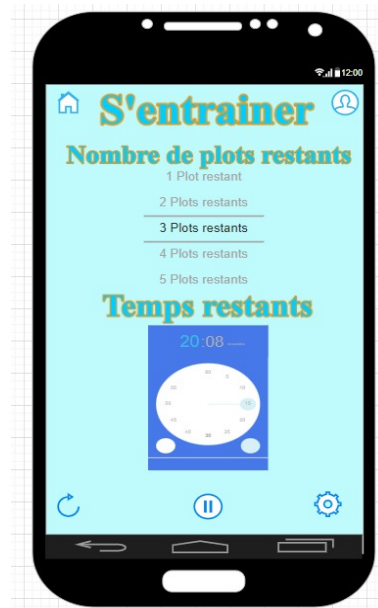 12:00
S'entrainer
Nombre de plots restants
1 Plot restant
2 Plots restants
3 Plots restants
4 Plots restants
5 Plots restants
Temps restants
20:08